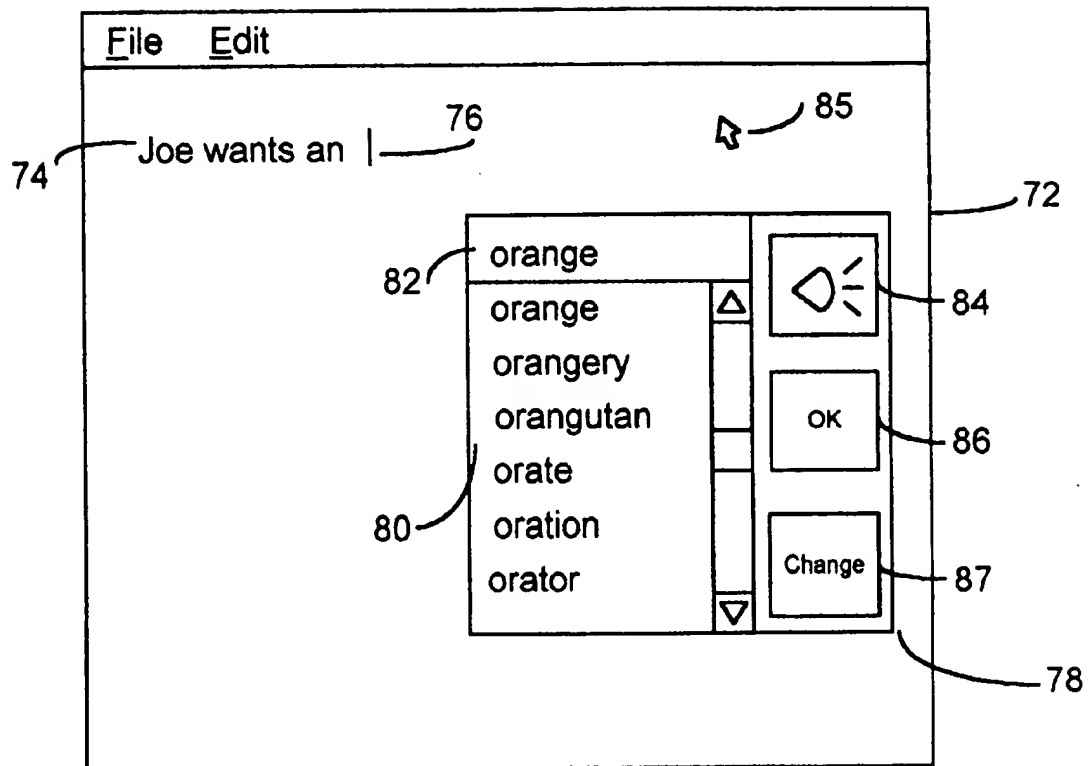 File Edit
85
76
Joe wants an
74
72
orange
82
orange
84
orangery
orangutan
OK
86
orate
80
oration
orator
Change
87
78